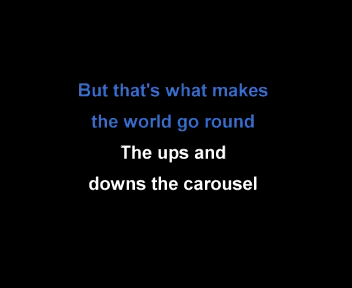 But that's what makes
the world go round
The ups and
downs the carousel